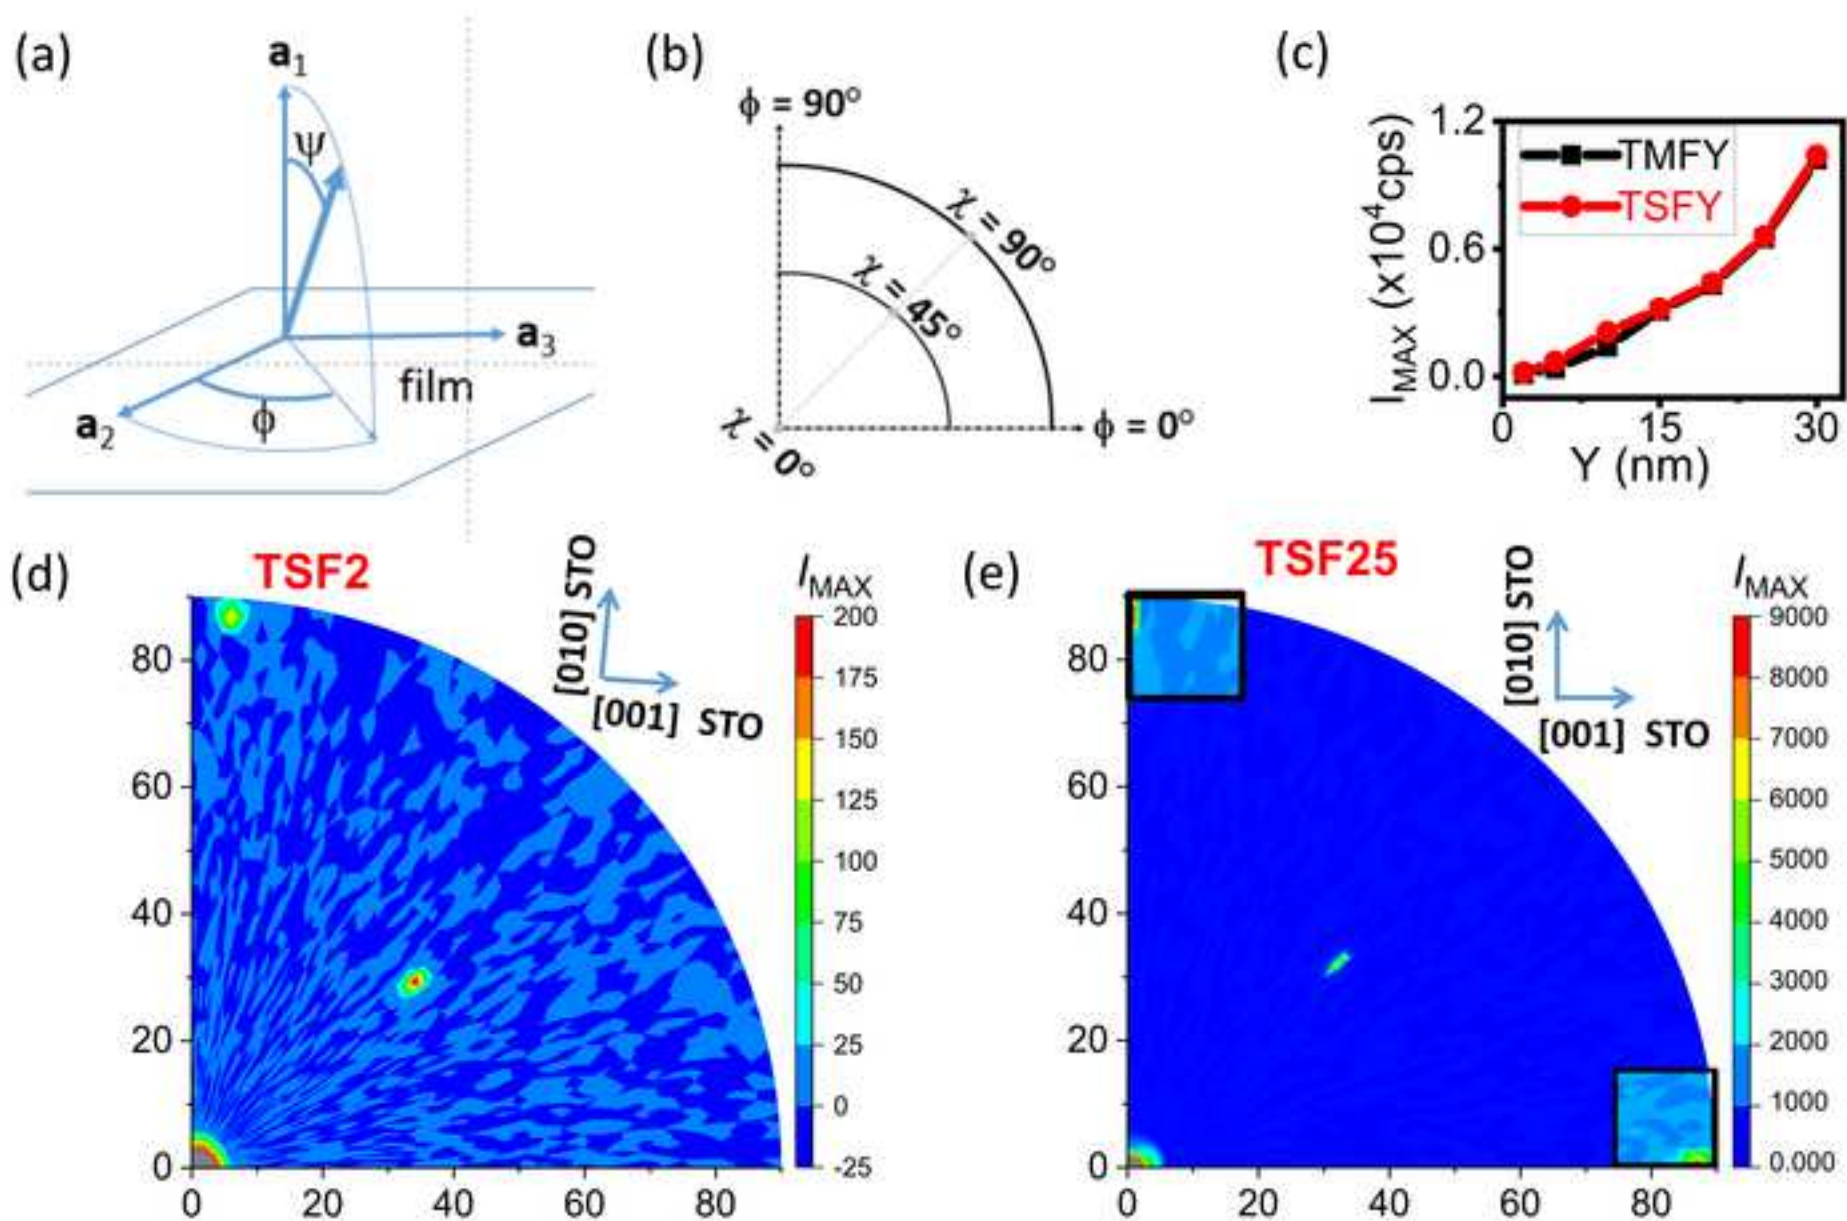 (a)
a1
ψ
a3
film
a2
ϕ
(b)
ϕ = 90°
χ = 90°
χ = 45°
χ = 0°
ϕ = 0°
(c)
IMAX (x10⁴cps)
1.2
0.6
0.0
TMFY
TSFY
0 15 30
Y (nm)
(d)
TSF2
[010] STO
[001] STO
IMAX
200
175
150
125
100
75
50
25
0
-25
80
60
40
20
0
0 20 40 60 80
(e)
TSF25
[010] STO
[001] STO
IMAX
9000
8000
7000
6000
5000
4000
3000
2000
1000
0.000
80
60
40
20
0
0 20 40 60 80